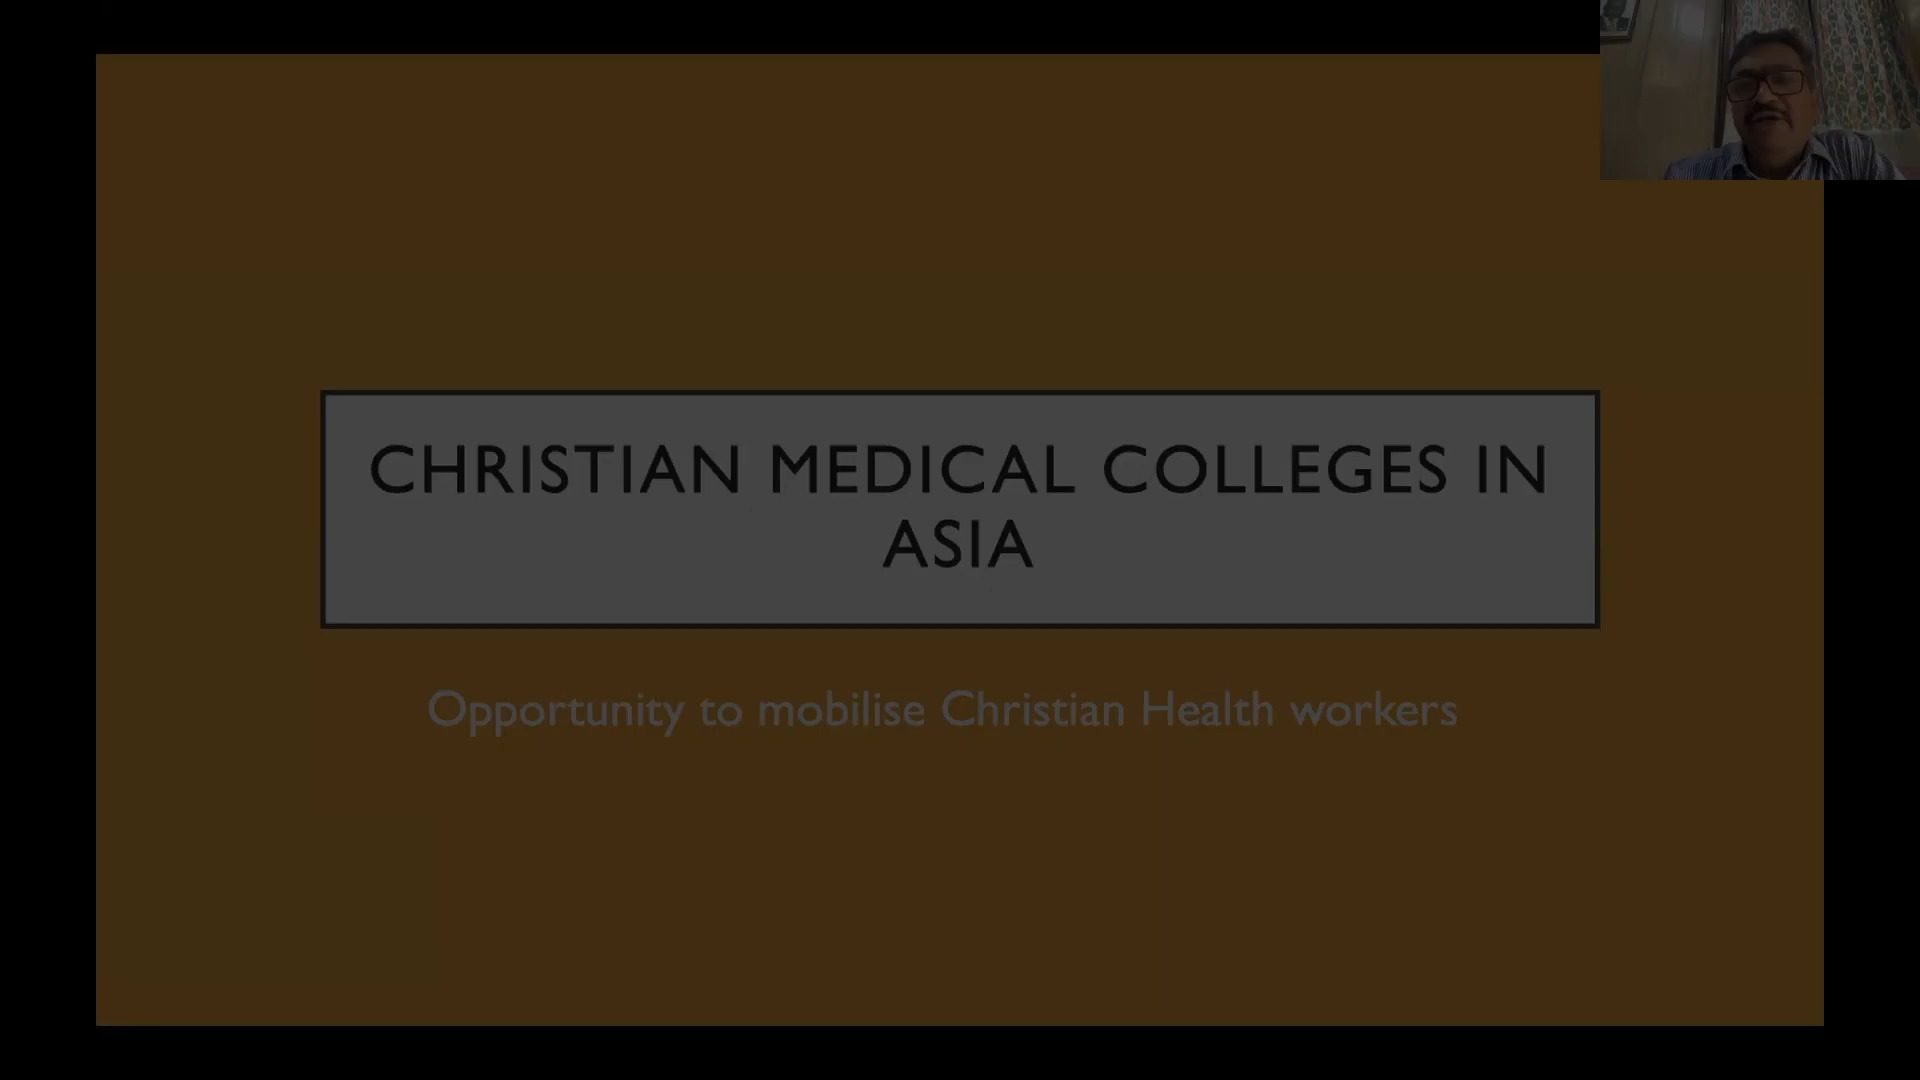 CHRISTIAN MEDICAL COLLEGES IN
ASIA
Opportunity to mobilise Christian Health workers